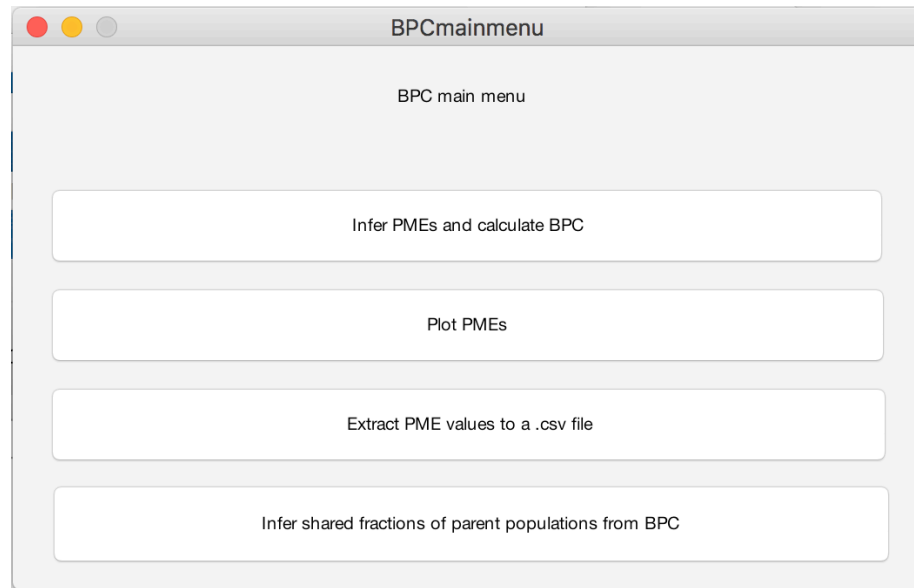 BPCmainmenu
BPC main menu
Infer PMEs and calculate BPC
Plot PMEs
Extract PME values to a .csv file
Infer shared fractions of parent populations from BPC